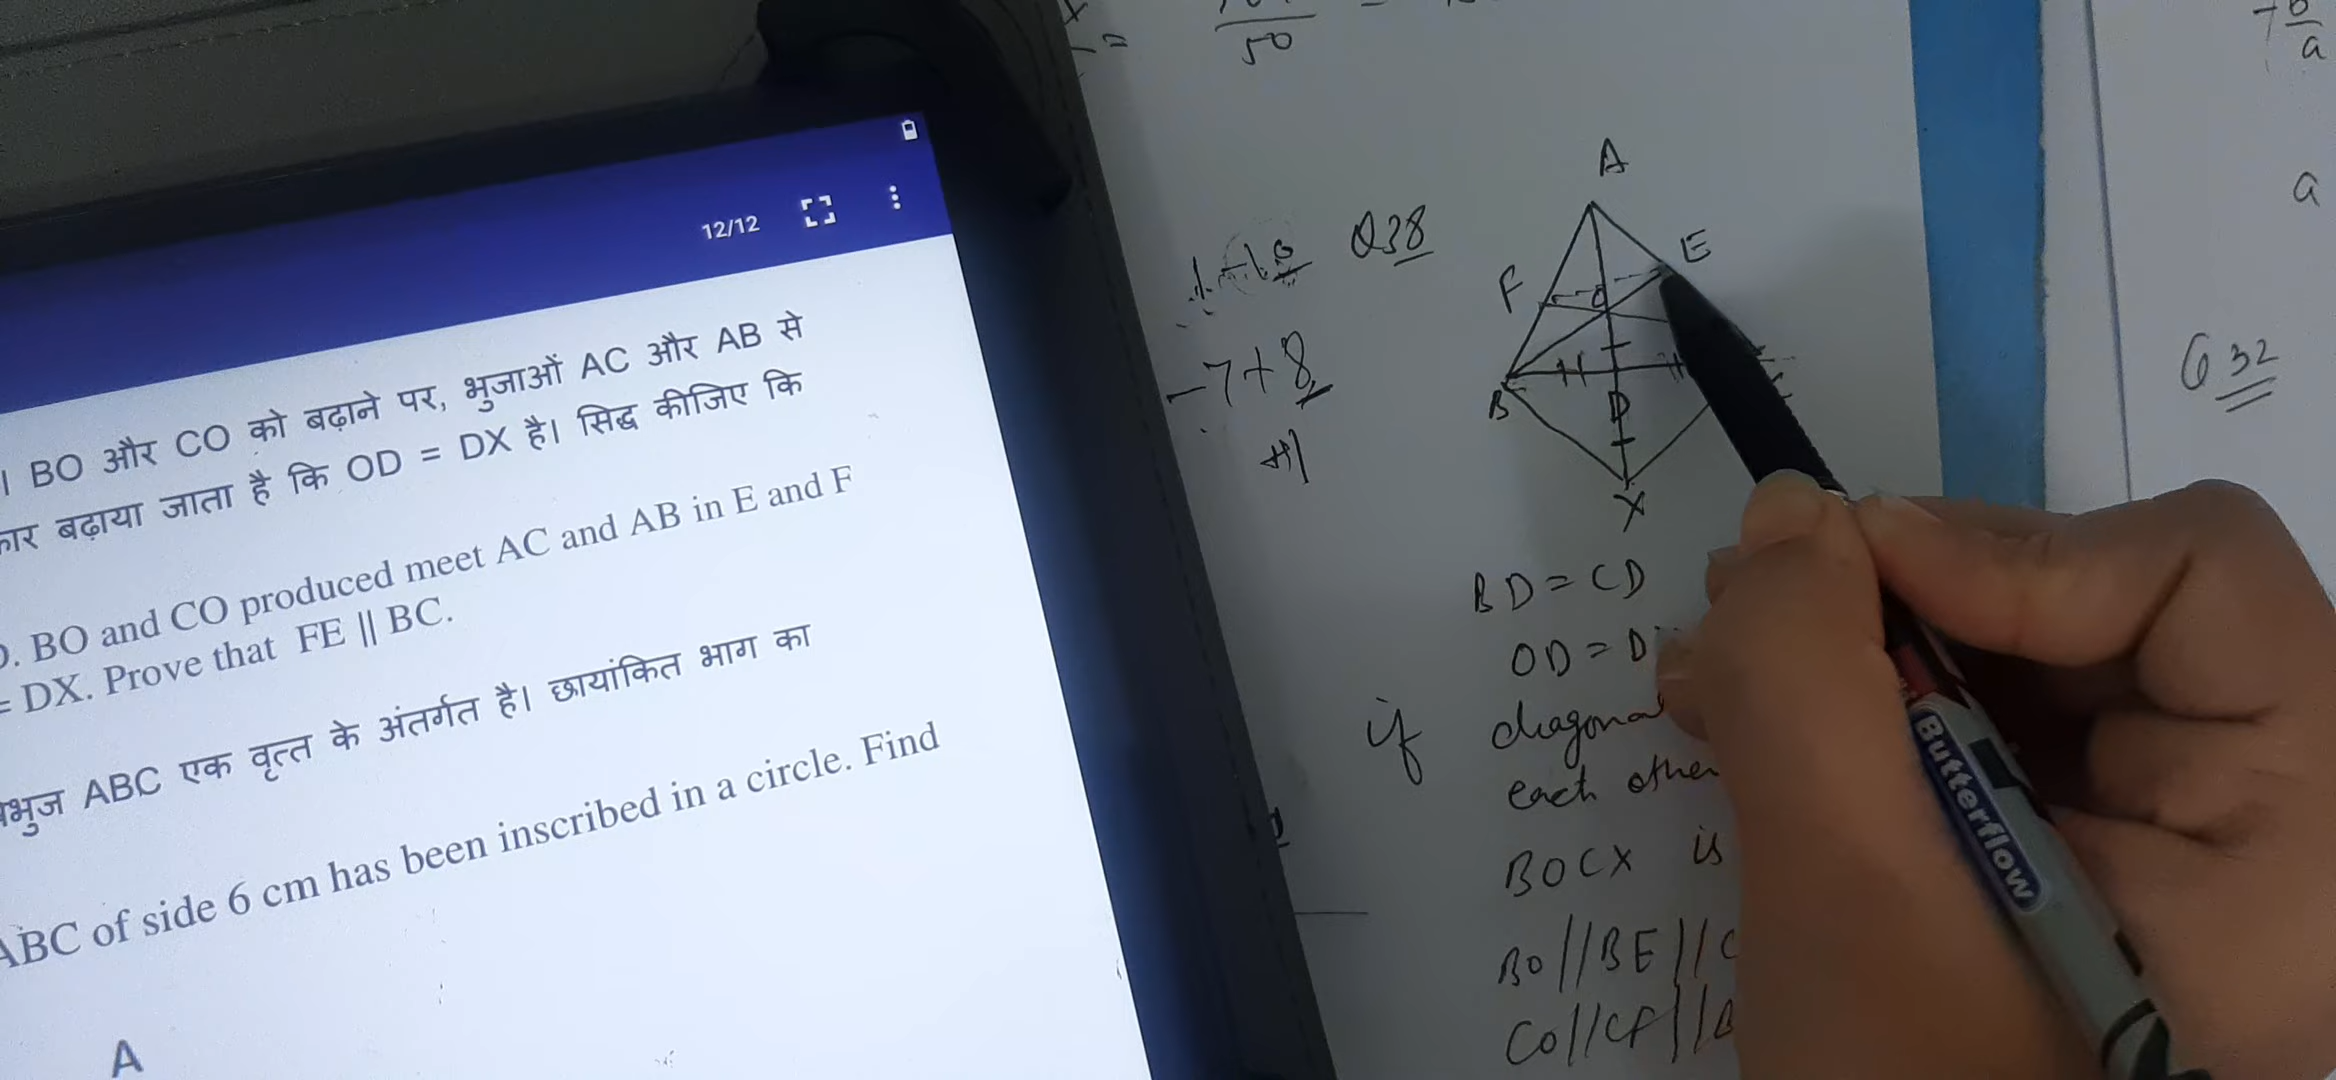 12/12
। BO और CO को बढ़ाने पर, भुजाओं AC और AB से
बढ़ाया जाता है कि OD = DX है। सिद्ध कीजिए कि
. BO and CO produced meet AC and AB in E and F
= DX. Prove that FE || BC.
ABC एक वृत्त के अंतर्गत है। छायांकित भाग का
ABC of side 6 cm has been inscribed in a circle. Find
A
50
Q38
-7+8
+1
A
E
F
O
B
D
X
BD = CD
OD = D
if
each other
BOCX is
BO||BE||C
CO||CF||B
632
b
a
a
Butterflow